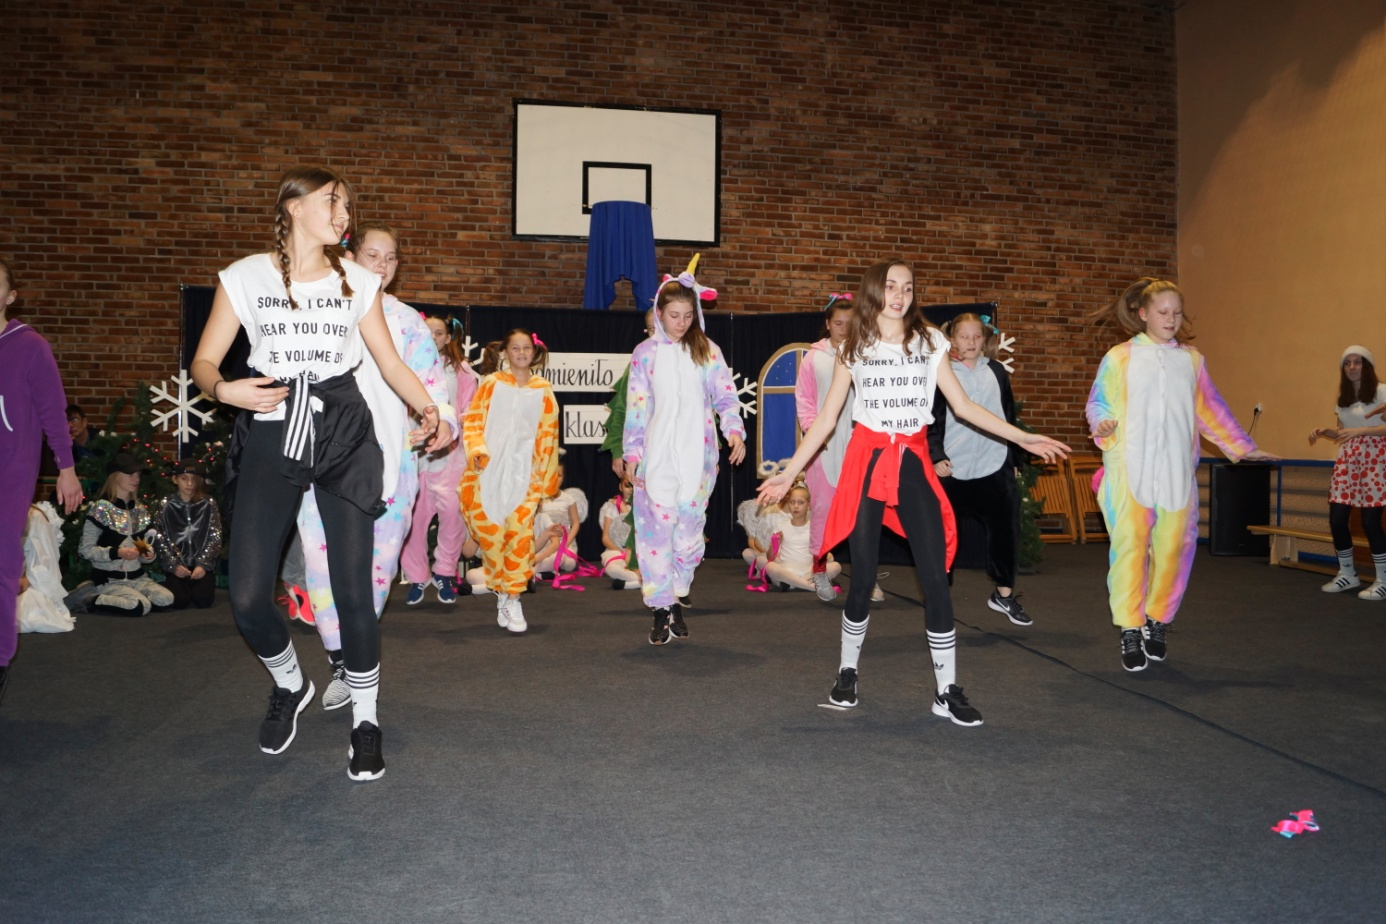 SORRY, I CAN'T
HEAR YOU OVER
THE VOLUME OF
MY HAIR
SORRY, I CAN'T
HEAR YOU OVER
THE VOLUME OF
MY HAIR